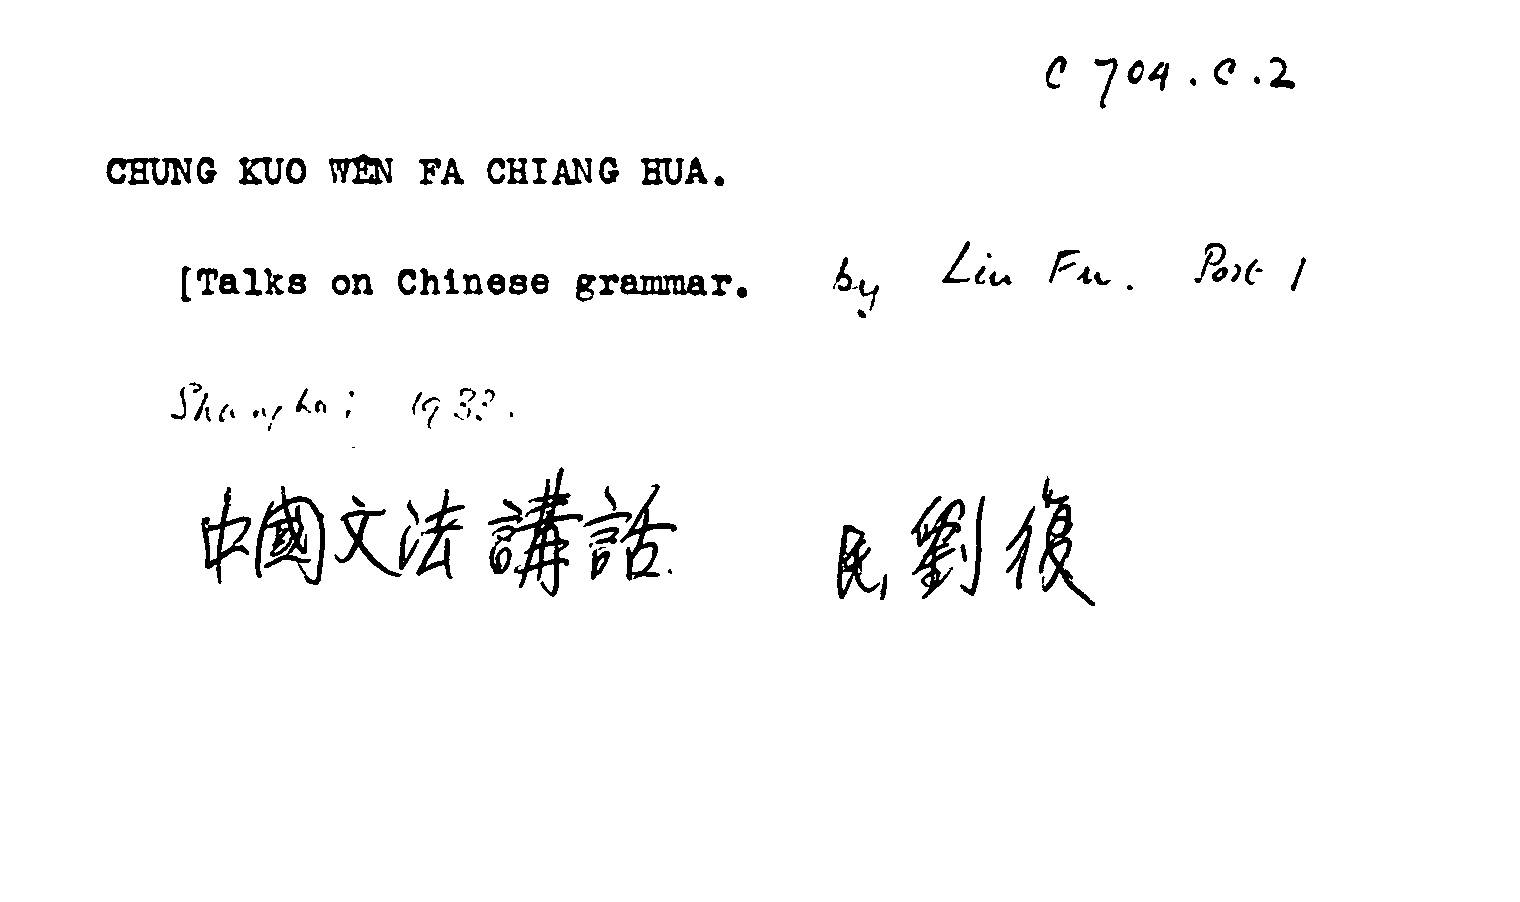 C 704.C.2
CHUNG KUO WÊN FA CHIANG HUA.
[Talks on Chinese grammar. by Liu Fu. Part 1
Shanghai 1933.
中國文法講話 民, 劉復